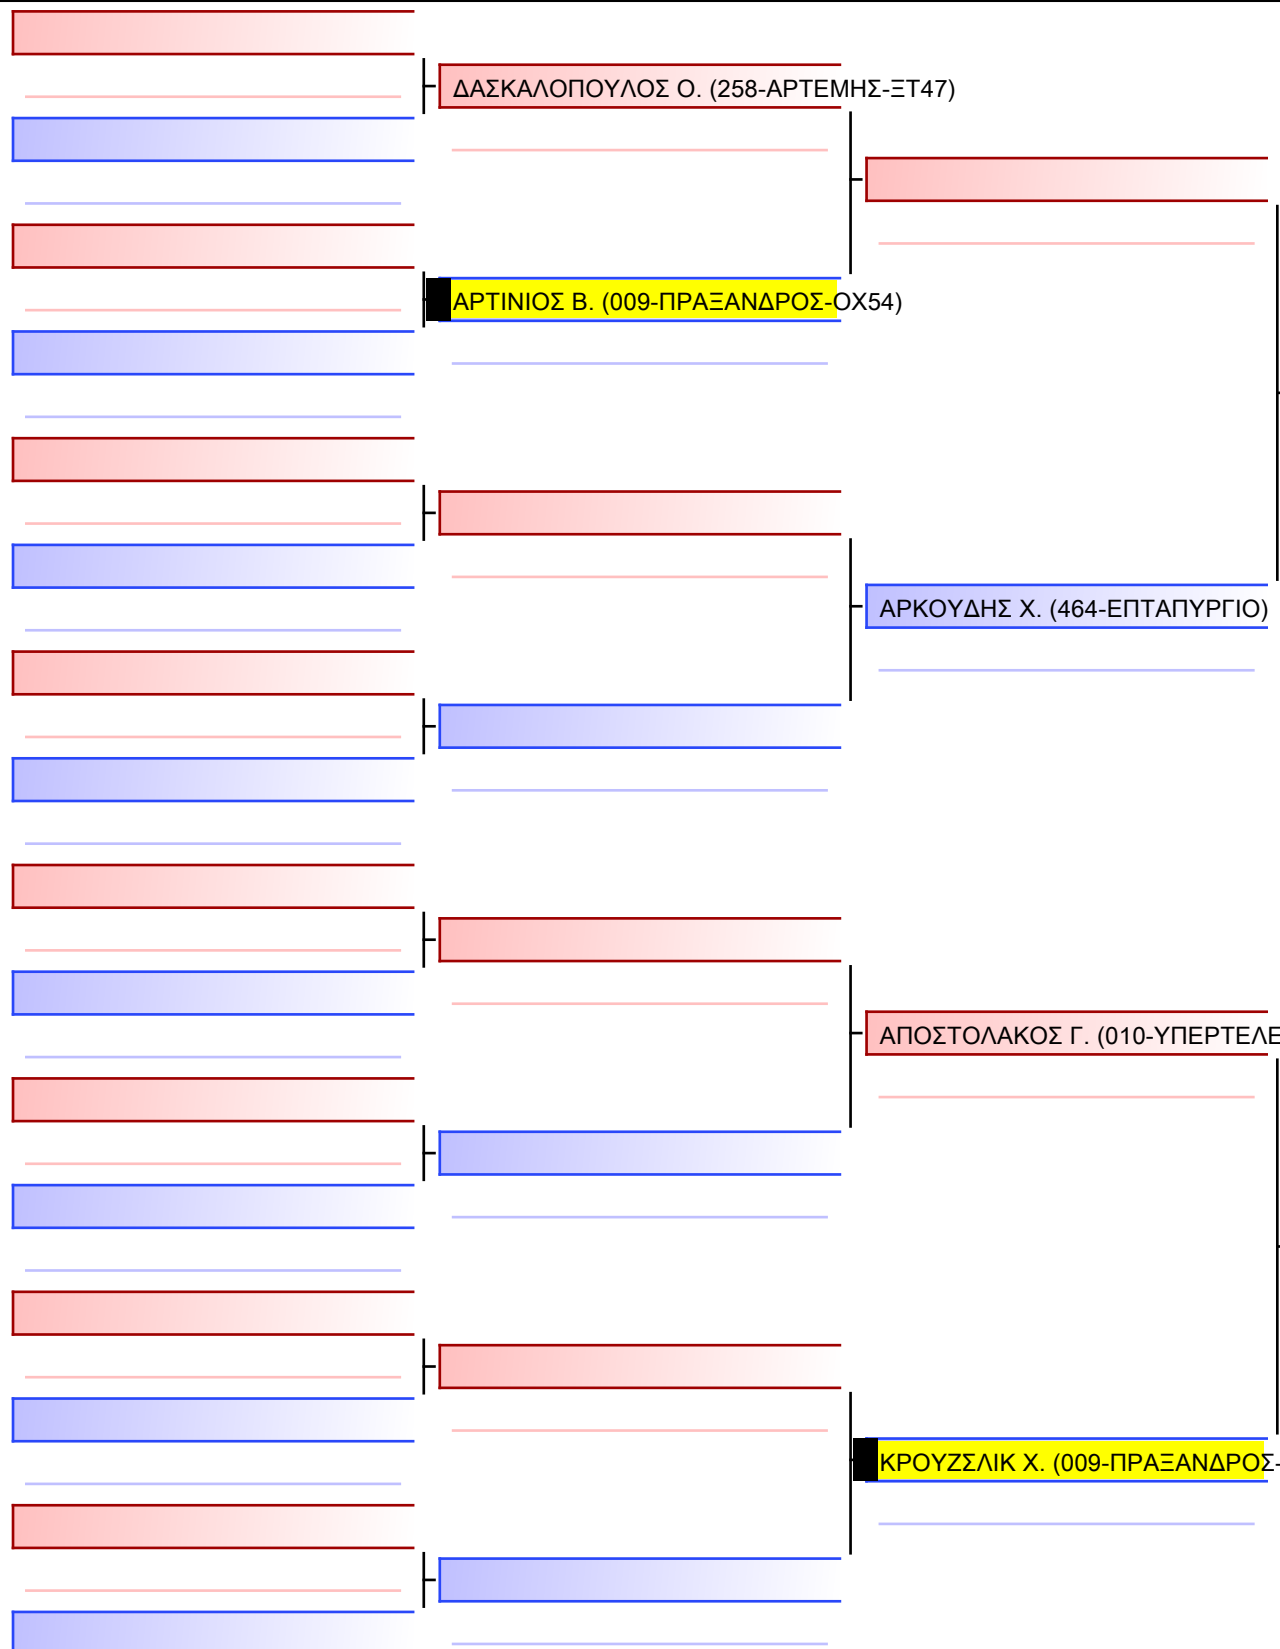 ΔΑΣΚΑΛΟΠΟΥΛΟΣ Ο. (258-ΑΡΤΕΜΗΣ-ΞΤ47)
ΑΡΤΙΝΙΟΣ Β. (009-ΠΡΑΞΑΝΔΡΟΣ-ΟΧ54)
ΑΡΚΟΥΔΗΣ Χ. (464-ΕΠΤΑΠΥΡΓΙΟ)
ΑΠΟΣΤΟΛΑΚΟΣ Γ. (010-ΥΠΕΡΤΕΛΕ
ΚΡΟΥΖΣΛΙΚ Χ. (009-ΠΡΑΞΑΝΔΡΟΣ-